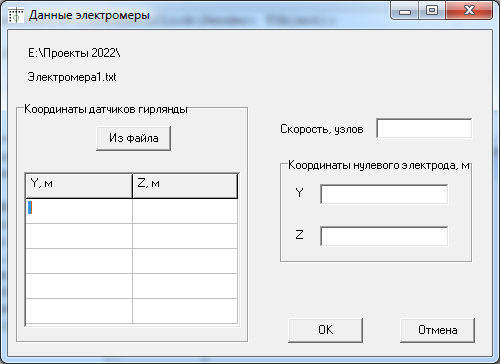 Данные электромеры
E:\Проекты 2022\
Электромера1.txt
Координаты датчиков гирлянды
Из файла
Y, м Z, м
Скорость, узлов
Координаты нулевого электрода, м
Y
Z
OK Отмена